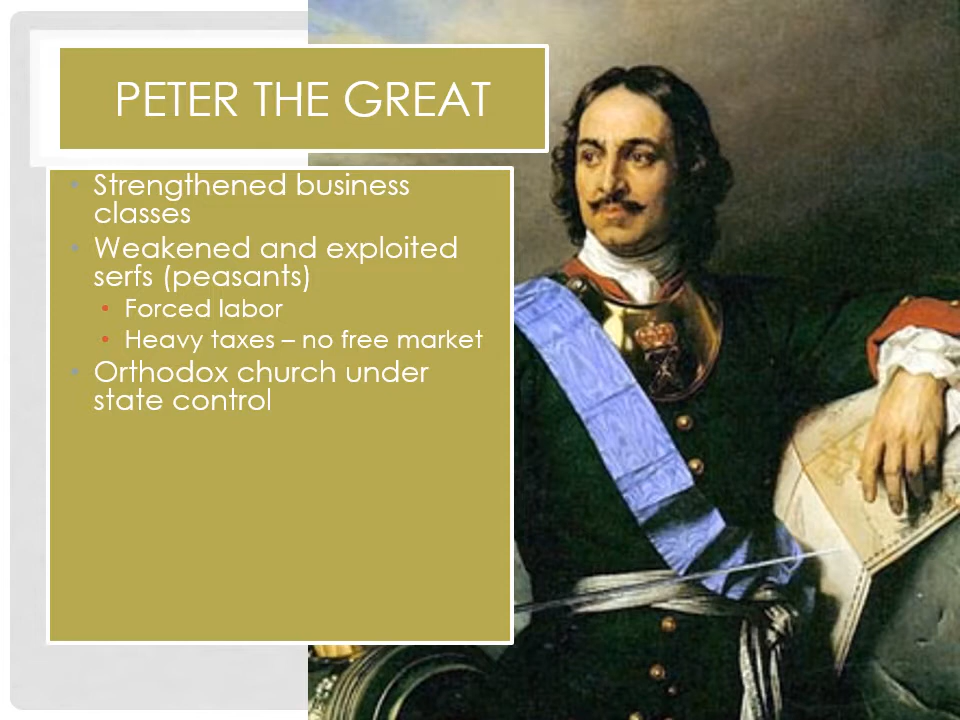 PETER THE GREAT
• Strengthened business
classes
• Weakened and exploited
serfs (peasants)
• Forced labor
• Heavy taxes – no free market
• Orthodox church under
state control